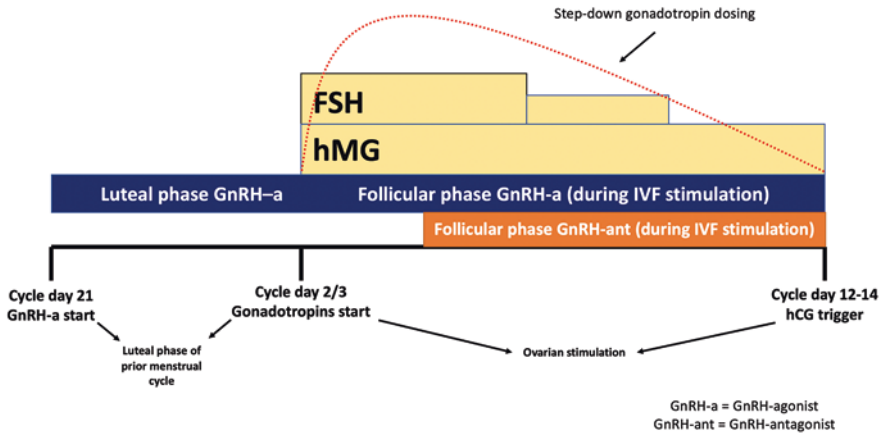 Step-down gonadotropin dosing
FSH
hMG
Luteal phase GnRH–a
Follicular phase GnRH-a (during IVF stimulation)
Follicular phase GnRH-ant (during IVF stimulation)
Cycle day 21
GnRH-a start
Cycle day 2/3
Gonadotropins start
Cycle day 12-14
hCG trigger
Luteal phase of
prior menstrual
cycle
Ovarian stimulation
GnRH-a = GnRH-agonist
GnRH-ant = GnRH-antagonist